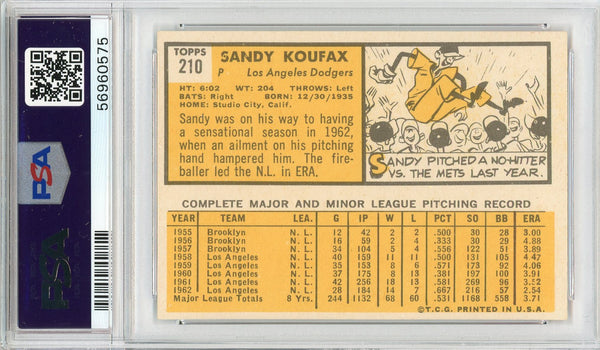 PSA
PSA
56960575
TOPPS
210
SANDY KOUFAX
P Los Angeles Dodgers
HT: 6:02 WT: 204 THROWS: Left
BATS: Right BORN: 12/30/1935
HOME: Studio City, Calif.
Sandy was on his way to having
a sensational season in 1962,
when an ailment on his pitching
hand hampered him. The fire-
baller led the N.L. in ERA.
SANDY PITCHED A NO-HITTER
VS. THE METS LAST YEAR.
COMPLETE MAJOR AND MINOR LEAGUE PITCHING RECORD
YEAR TEAM LEA. G IP W L PCT SO BB ERA
1955 Brooklyn N. L. 12 42 2 2 .500 30 28 3.00
1956 Brooklyn N. L. 16 59 2 4 .333 30 29 4.88
1957 Brooklyn N. L. 34 104 5 4 .556 122 51 3.89
1958 Los Angeles N. L. 40 159 11 11 .500 131 105 4.47
1959 Los Angeles N. L. 35 153 8 6 .571 173 92 4.06
1960 Los Angeles N. L. 37 175 8 13 .381 197 100 3.91
1961 Los Angeles N. L. 42 256 18 13 .581 269 96 3.52
1962 Los Angeles N. L. 28 184 14 7 .667 216 57 2.54
Major League Totals 8 Yrs. 244 1132 68 60 .531 1168 558 3.71
©T.C.G. PRINTED IN U.S.A.